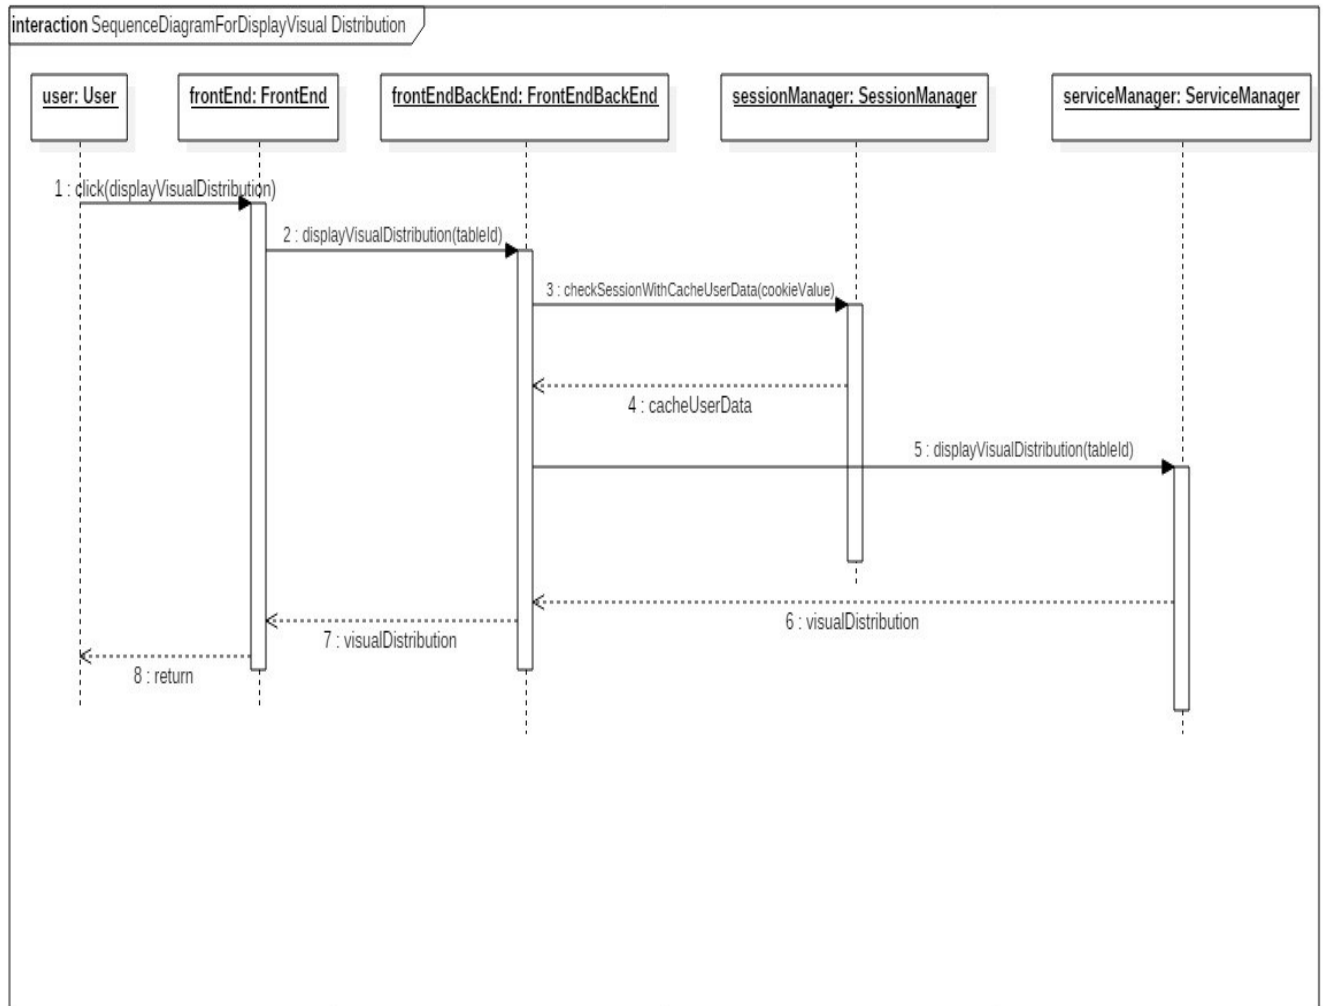 interaction SequenceDiagramForDisplayVisual Distribution
user: User
frontEnd: FrontEnd
frontEndBackEnd: FrontEndBackEnd
sessionManager: SessionManager
serviceManager: ServiceManager
1 : click(displayVisualDistribution)
2 : displayVisualDistribution(tableId)
3 : checkSessionWithCacheUserData(cookieValue)
4 : cacheUserData
5 : displayVisualDistribution(tableId)
6 : visualDistribution
7 : visualDistribution
8 : return